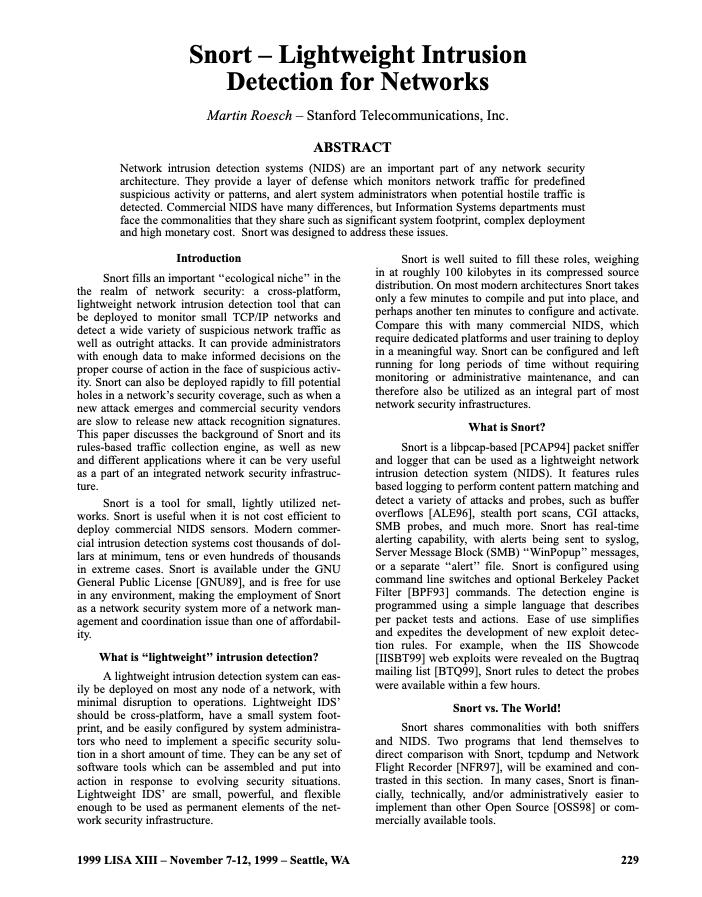 Snort – Lightweight Intrusion
Detection for Networks
Martin Roesch – Stanford Telecommunications, Inc.
ABSTRACT
Network intrusion detection systems (NIDS) are an important part of any network security
architecture. They provide a layer of defense which monitors network traffic for predefined
suspicious activity or patterns, and alert system administrators when potential hostile traffic is
detected. Commercial NIDS have many differences, but Information Systems departments must
face the commonalities that they share such as significant system footprint, complex deployment
and high monetary cost. Snort was designed to address these issues.
Introduction
Snort fills an important ‘‘ecological niche’’ in the
the realm of network security: a cross-platform,
lightweight network intrusion detection tool that can
be deployed to monitor small TCP/IP networks and
detect a wide variety of suspicious network traffic as
well as outright attacks. It can provide administrators
with enough data to make informed decisions on the
proper course of action in the face of suspicious activ-
ity. Snort can also be deployed rapidly to fill potential
holes in a network’s security coverage, such as when a
new attack emerges and commercial security vendors
are slow to release new attack recognition signatures.
This paper discusses the background of Snort and its
rules-based traffic collection engine, as well as new
and different applications where it can be very useful
as a part of an integrated network security infrastruc-
ture.
Snort is a tool for small, lightly utilized net-
works. Snort is useful when it is not cost efficient to
deploy commercial NIDS sensors. Modern commer-
cial intrusion detection systems cost thousands of dol-
lars at minimum, tens or even hundreds of thousands
in extreme cases. Snort is available under the GNU
General Public License [GNU89], and is free for use
in any environment, making the employment of Snort
as a network security system more of a network man-
agement and coordination issue than one of affordabil-
ity.
What is ‘‘lightweight’’ intrusion detection?
A lightweight intrusion detection system can eas-
ily be deployed on most any node of a network, with
minimal disruption to operations. Lightweight IDS’
should be cross-platform, have a small system foot-
print, and be easily configured by system administra-
tors who need to implement a specific security solu-
tion in a short amount of time. They can be any set of
software tools which can be assembled and put into
action in response to evolving security situations.
Lightweight IDS’ are small, powerful, and flexible
enough to be used as permanent elements of the net-
work security infrastructure.
Snort is well suited to fill these roles, weighing
in at roughly 100 kilobytes in its compressed source
distribution. On most modern architectures Snort takes
only a few minutes to compile and put into place, and
perhaps another ten minutes to configure and activate.
Compare this with many commercial NIDS, which
require dedicated platforms and user training to deploy
in a meaningful way. Snort can be configured and left
running for long periods of time without requiring
monitoring or administrative maintenance, and can
therefore also be utilized as an integral part of most
network security infrastructures.
What is Snort?
Snort is a libpcap-based [PCAP94] packet sniffer
and logger that can be used as a lightweight network
intrusion detection system (NIDS). It features rules
based logging to perform content pattern matching and
detect a variety of attacks and probes, such as buffer
overflows [ALE96], stealth port scans, CGI attacks,
SMB probes, and much more. Snort has real-time
alerting capability, with alerts being sent to syslog,
Server Message Block (SMB) ‘‘WinPopup’’ messages,
or a separate ‘‘alert’’ file. Snort is configured using
command line switches and optional Berkeley Packet
Filter [BPF93] commands. The detection engine is
programmed using a simple language that describes
per packet tests and actions. Ease of use simplifies
and expedites the development of new exploit detec-
tion rules. For example, when the IIS Showcode
[IISBT99] web exploits were revealed on the Bugtraq
mailing list [BTQ99], Snort rules to detect the probes
were available within a few hours.
Snort vs. The World!
Snort shares commonalities with both sniffers
and NIDS. Two programs that lend themselves to
direct comparison with Snort, tcpdump and Network
Flight Recorder [NFR97], will be examined and con-
trasted in this section. In many cases, Snort is finan-
cially, technically, and/or administratively easier to
implement than other Open Source [OSS98] or com-
mercially available tools.
1999 LISA XIII – November 7-12, 1999 – Seattle, WA
229